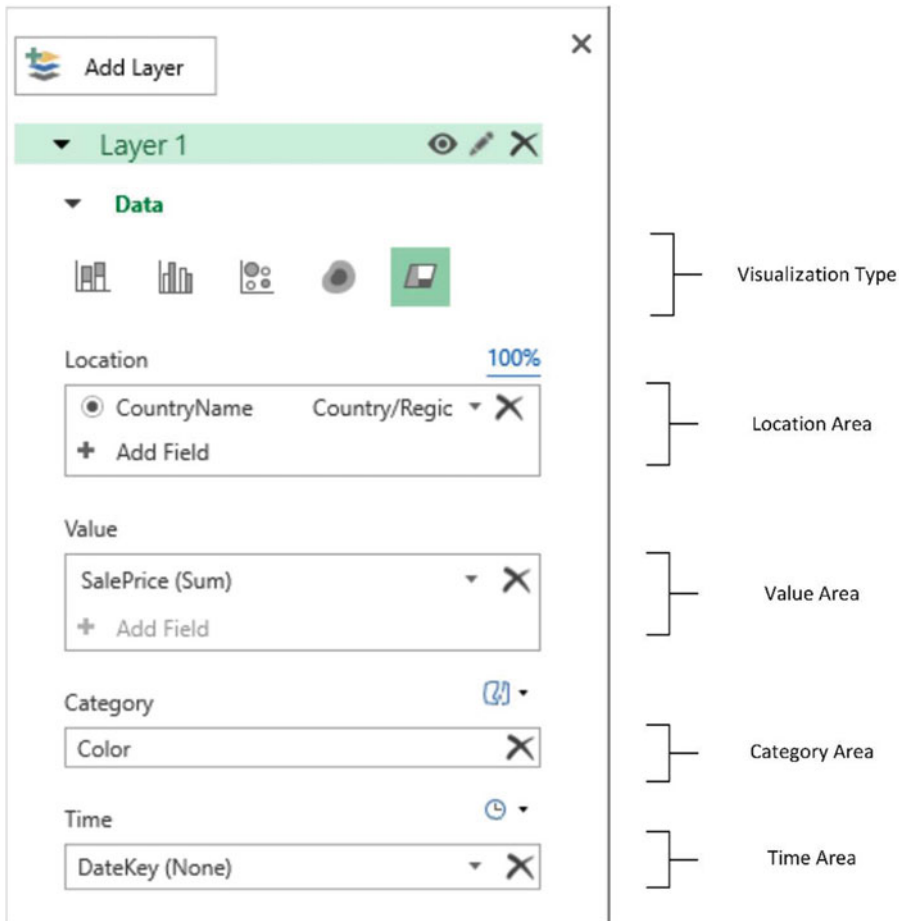 Add Layer
Layer 1
Data
Visualization Type
Location 100%
CountryName Country/Regic
Add Field
Location Area
Value
SalePrice (Sum)
Add Field
Value Area
Category
Color
Category Area
Time
DateKey (None)
Time Area